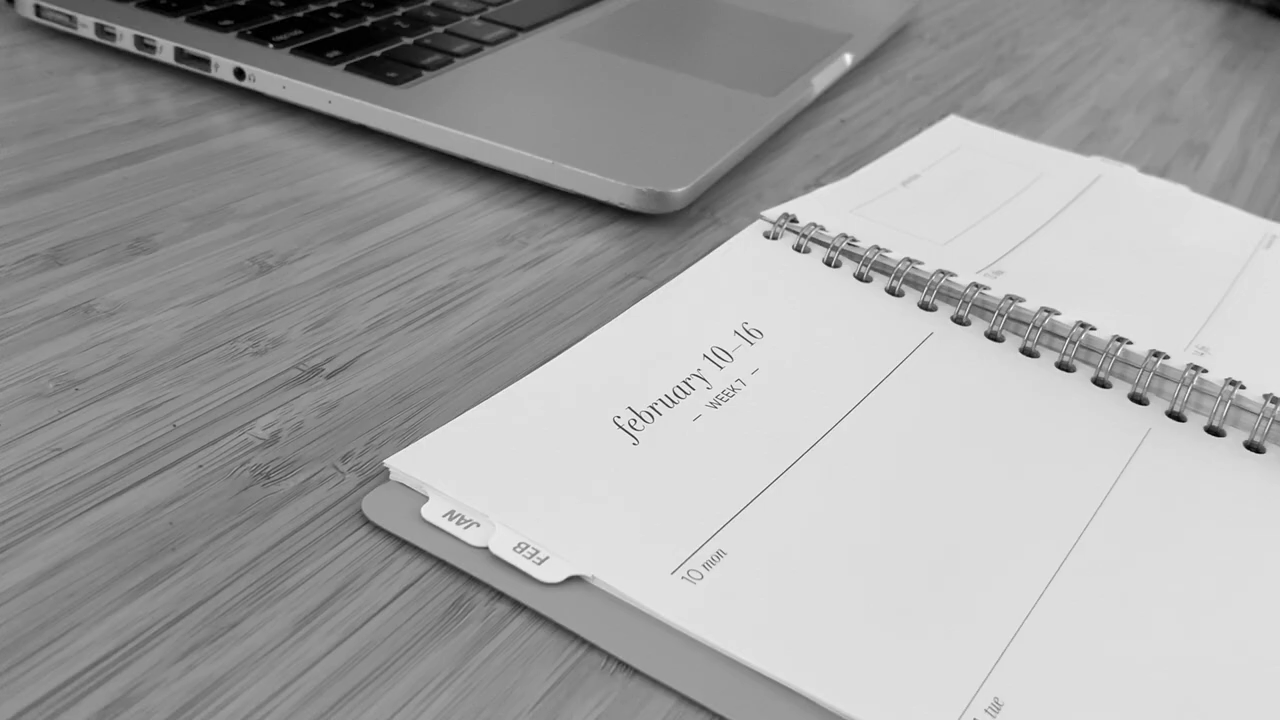 february 10–16
– WEEK 7 –
10 mon
tue
JAN
FEB